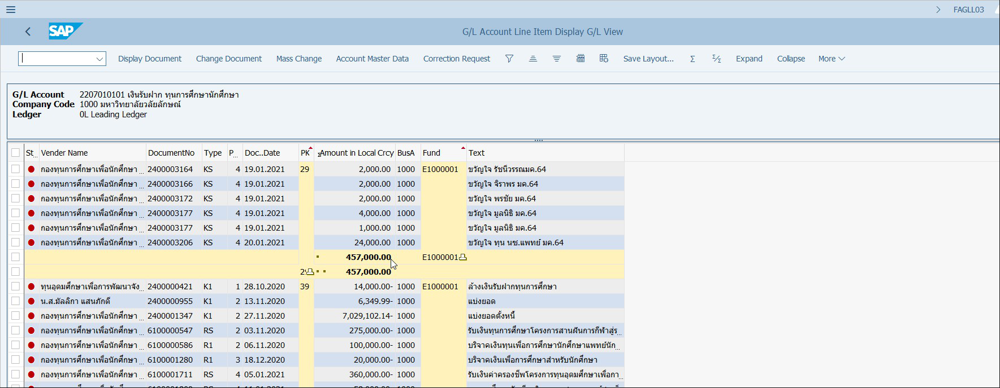 FAGLL03
SAP
G/L Account Line Item Display G/L View
Display Document Change Document Mass Change Account Master Data Correction Request Save Layout... Expand Collapse More
G/L Account 2207010101 เงินรับฝาก ทุนการศึกษานักศึกษา
Company Code 1000 มหาวิทยาลัยวลัยลักษณ์
Ledger 0L Leading Ledger
St... Vender Name DocumentNo Type P... Doc..Date PK Amount in Local Crcy BusA Fund Text
กองทุนการศึกษาเพื่อนักศึกษา ... 2400003164 KS 4 19.01.2021 29 2,000.00 1000 E1000001 ขวัญใจ รัชนีวรรณมค.64
กองทุนการศึกษาเพื่อนักศึกษา ... 2400003166 KS 4 19.01.2021 2,000.00 1000 ขวัญใจ จิราพร มค.64
กองทุนการศึกษาเพื่อนักศึกษา ... 2400003172 KS 4 19.01.2021 2,000.00 1000 ขวัญใจ พรชัย มค.64
กองทุนการศึกษาเพื่อนักศึกษา ... 2400003177 KS 4 19.01.2021 4,000.00 1000 ขวัญใจ มูลนิธิ มค.64
กองทุนการศึกษาเพื่อนักศึกษา ... 2400003177 KS 4 19.01.2021 1,000.00 1000 ขวัญใจ มูลนิธิ มค.64
กองทุนการศึกษาเพื่อนักศึกษา ... 2400003206 KS 4 20.01.2021 24,000.00 1000 ขวัญใจ ทุน นช.แพทย์ มค.64
457,000.00 E1000001
457,000.00
ทุนอุดมศึกษาเพื่อการพัฒนาจัง... 2400000421 K1 1 28.10.2020 39 14,000.00- 1000 E1000001 ล้างเงินรับฝากทุนการศึกษา
น.ส.มัลลิกา แสนภักดี 2400000955 K1 2 13.11.2020 6,349.99- 1000 แบ่งยอด
กองทุนการศึกษาเพื่อนักศึกษา ... 2400001347 K1 2 27.11.2020 7,029,102.14- 1000 แบ่งยอดตั้งหนี้
กองทุนการศึกษาเพื่อนักศึกษา ... 6100000547 RS 2 03.11.2020 275,000.00- 1000 รับเงินทุนการศึกษาโครงการสานฝันการกีฬาสู่ร...
กองทุนการศึกษาเพื่อนักศึกษา ... 6100000586 R1 2 06.11.2020 100,000.00- 1000 บริจาคเงินทุนเพื่อการศึกษานักศึกษาแพทย์นัก...
กองทุนการศึกษาเพื่อนักศึกษา ... 6100001280 R1 3 18.12.2020 20,000.00- 1000 บริจาคเงินเพื่อการศึกษาสำหรับนักศึกษา
กองทุนการศึกษาเพื่อนักศึกษา ... 6100001711 RS 4 05.01.2021 360,000.00- 1000 รับเงินค่าครองชีพโครงการทุนอุดมศึกษาเพื่อกา...